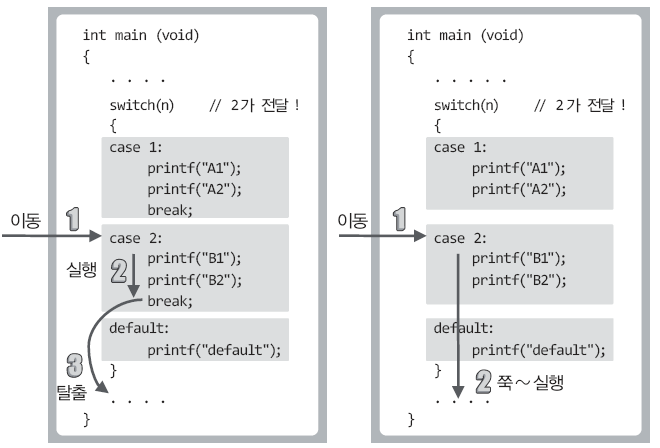 int main (void)
{
. . . .
switch(n) // 2가 전달 !
{
case 1:
printf("A1");
printf("A2");
break;
이동 1
case 2:
실행 2
printf("B1");
printf("B2");
break;
default:
printf("default");
3
탈출
}
. . . .
}
int main (void)
{
. . . . .
switch(n) // 2가 전달 !
{
case 1:
printf("A1");
printf("A2");
이동 1
case 2:
printf("B1");
printf("B2");
default:
printf("default");
}
2 쭉~실행
. . . .
}